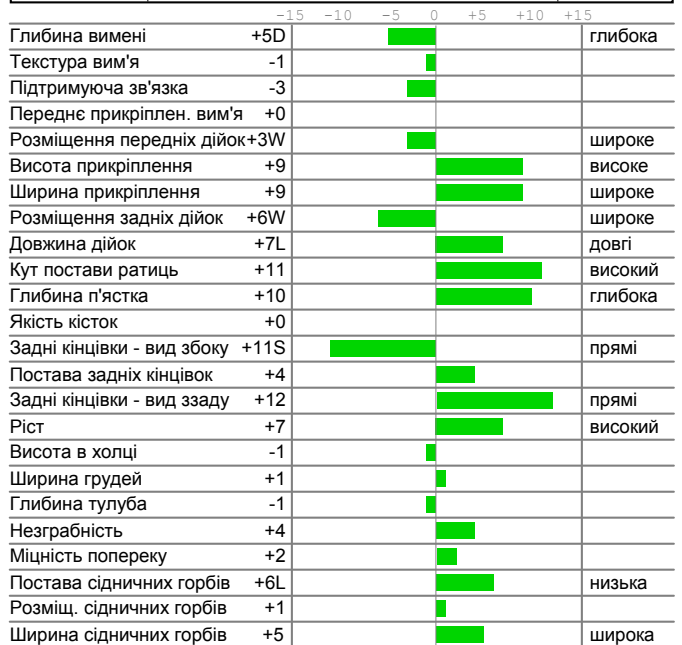 -15 -10 -5 0 +5 +10 +15
Глибина вимені +5D глибока
Текстура вим'я -1
Підтримуюча зв'язка -3
Переднє прикріплен. вим'я +0
Розміщення передніх дійок+3W широке
Висота прикріплення +9 високе
Ширина прикріплення +9 широке
Розміщення задніх дійок +6W широке
Довжина дійок +7L довгі
Кут постави ратиць +11 високий
Глибина п'ястка +10 глибока
Якість кісток +0
Задні кінцівки - вид збоку +11S прямі
Постава задніх кінцівок +4
Задні кінцівки - вид ззаду +12 прямі
Ріст +7 високий
Висота в холці -1
Ширина грудей +1
Глибина тулуба -1
Незграбність +4
Міцність попереку +2
Постава сідничних горбів +6L низька
Розміщ. сідничних горбів +1
Ширина сідничних горбів +5 широка